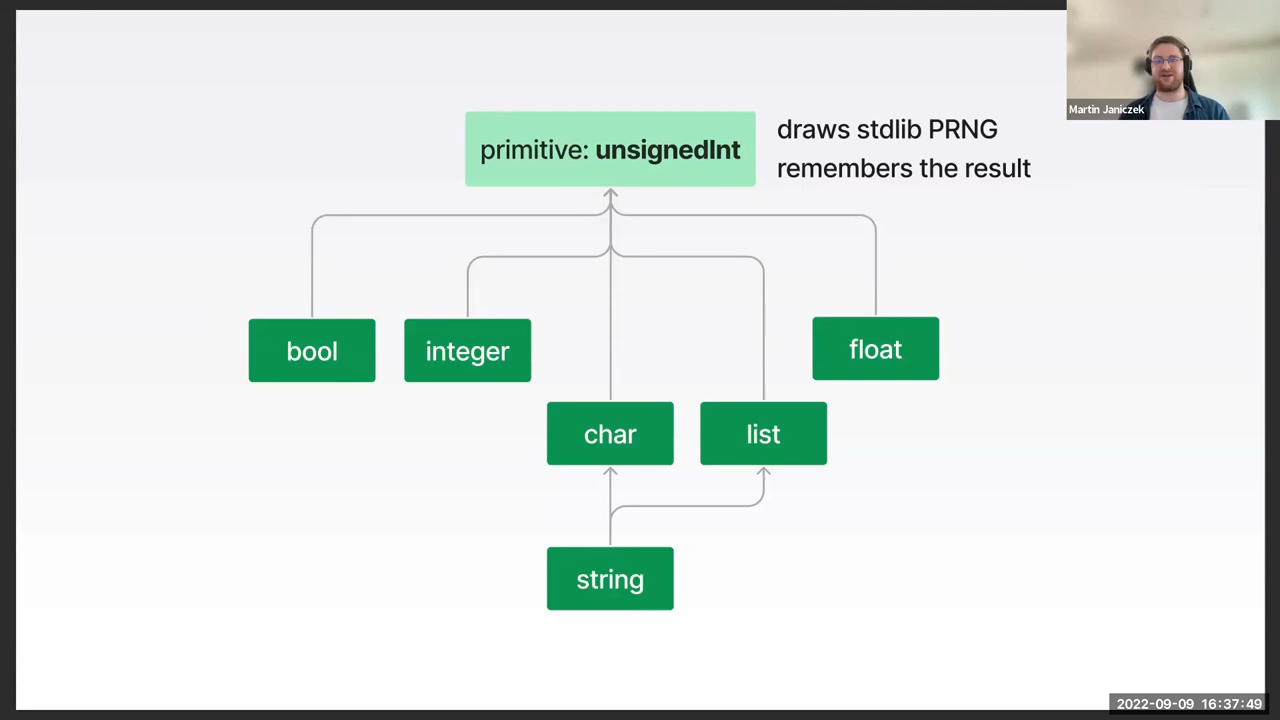 Martin Janiczek
primitive: unsignedInt
draws stdlib PRNG
remembers the result
bool
integer
float
char
list
string
2022-09-09 16:37:49